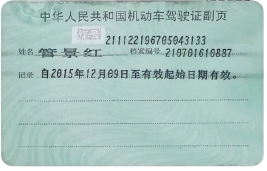 中华人民共和国机动车驾驶证副页
211122196705043133
姓名 管景红 档案编号 210701610887
记录 自2015年12月09日至有效起始日期有效。